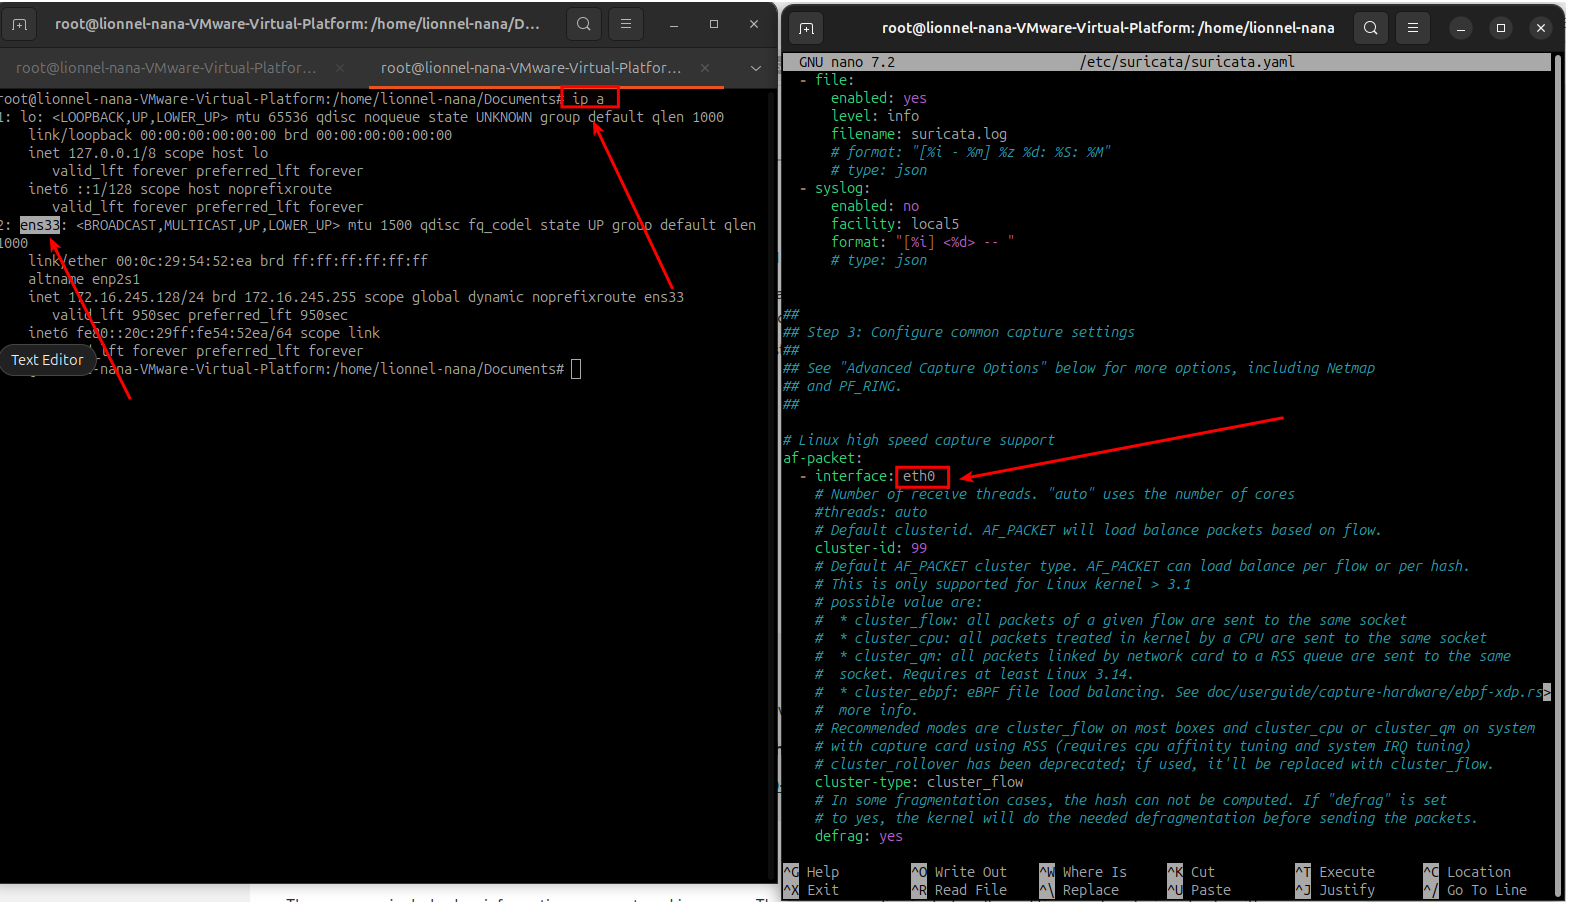 root@lionnel-nana-VMware-Virtual-Platform: /home/lionnel-nana/D...
root@lionnel-nana-VMware-Virtual-Platfor...
root@lionnel-nana-VMware-Virtual-Platfor...
root@lionnel-nana-VMware-Virtual-Platform:/home/lionnel-nana/Documents# ip a
1: lo: <LOOPBACK,UP,LOWER_UP> mtu 65536 qdisc noqueue state UNKNOWN group default qlen 1000
link/loopback 00:00:00:00:00:00 brd 00:00:00:00:00:00
inet 127.0.0.1/8 scope host lo
valid_lft forever preferred_lft forever
inet6 ::1/128 scope host noprefixroute
valid_lft forever preferred_lft forever
2: ens33: <BROADCAST,MULTICAST,UP,LOWER_UP> mtu 1500 qdisc fq_codel state UP group default qlen
1000
link/ether 00:0c:29:54:52:ea brd ff:ff:ff:ff:ff:ff
altname enp2s1
inet 172.16.245.128/24 brd 172.16.245.255 scope global dynamic noprefixroute ens33
valid_lft 950sec preferred_lft 950sec
inet6 fe80::20c:29ff:fe54:52ea/64 scope link
lft forever preferred_lft forever
Text Editor
-nana-VMware-Virtual-Platform:/home/lionnel-nana/Documents#
root@lionnel-nana-VMware-Virtual-Platform: /home/lionnel-nana
GNU nano 7.2 /etc/suricata/suricata.yaml
- file:
enabled: yes
level: info
filename: suricata.log
# format: "[%i - %m] %z %d: %S: %M"
# type: json
- syslog:
enabled: no
facility: local5
format: "[%i] <%d> -- "
# type: json
##
## Step 3: Configure common capture settings
##
## See "Advanced Capture Options" below for more options, including Netmap
## and PF_RING.
##
# Linux high speed capture support
af-packet:
- interface: eth0
# Number of receive threads. "auto" uses the number of cores
#threads: auto
# Default clusterid. AF_PACKET will load balance packets based on flow.
cluster-id: 99
# Default AF_PACKET cluster type. AF_PACKET can load balance per flow or per hash.
# This is only supported for Linux kernel > 3.1
# possible value are:
# * cluster_flow: all packets of a given flow are sent to the same socket
# * cluster_cpu: all packets treated in kernel by a CPU are sent to the same socket
# * cluster_qm: all packets linked by network card to a RSS queue are sent to the same
# socket. Requires at least Linux 3.14.
# * cluster_ebpf: eBPF file load balancing. See doc/userguide/capture-hardware/ebpf-xdp.rs>
# more info.
# Recommended modes are cluster_flow on most boxes and cluster_cpu or cluster_qm on system
# with capture card using RSS (requires cpu affinity tuning and system IRQ tuning)
# cluster_rollover has been deprecated; if used, it'll be replaced with cluster_flow.
cluster-type: cluster_flow
# In some fragmentation cases, the hash can not be computed. If "defrag" is set
# to yes, the kernel will do the needed defragmentation before sending the packets.
defrag: yes
^G Help ^O Write Out ^W Where Is ^K Cut ^T Execute ^C Location
^X Exit ^R Read File ^\ Replace ^U Paste ^J Justify ^/ Go To Line